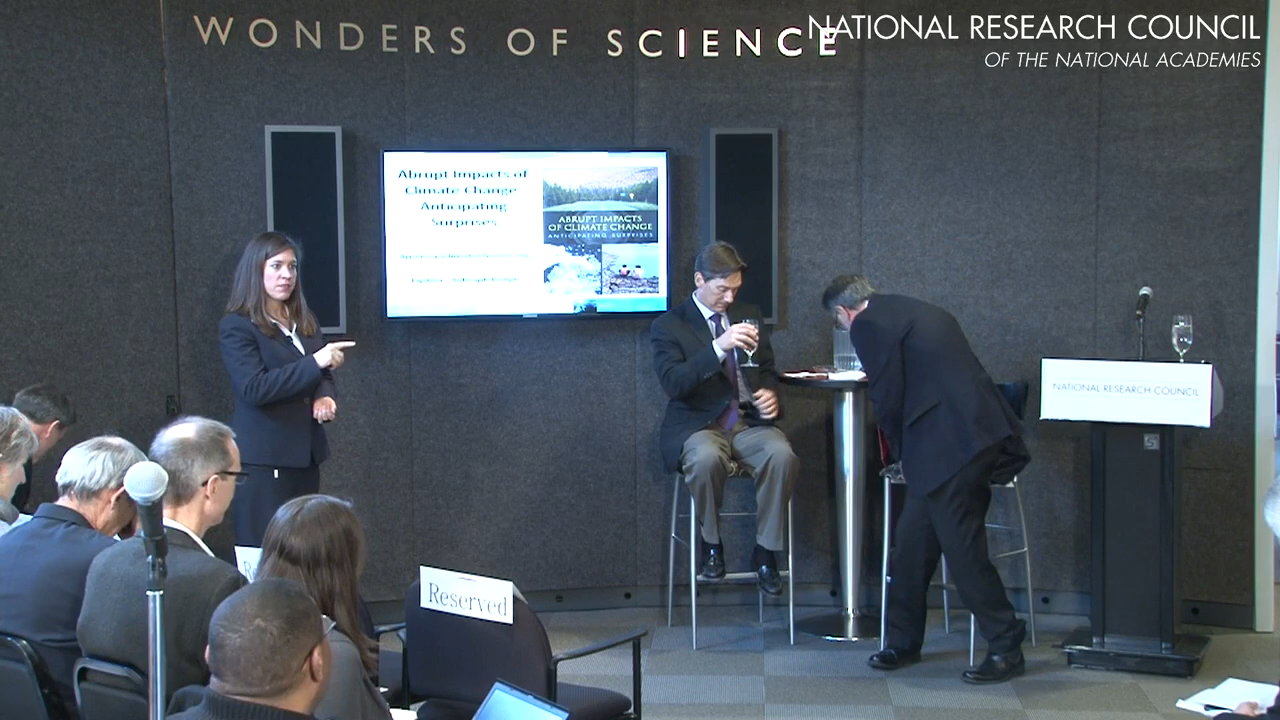 WONDERS OF SCIENCE
NATIONAL RESEARCH COUNCIL
OF THE NATIONAL ACADEMIES
Abrupt Impacts of
Climate Change
Anticipating
Surprises
ABRUPT IMPACTS
OF CLIMATE CHANGE
ANTICIPATING SURPRISES
NATIONAL RESEARCH COUNCIL
Reserved